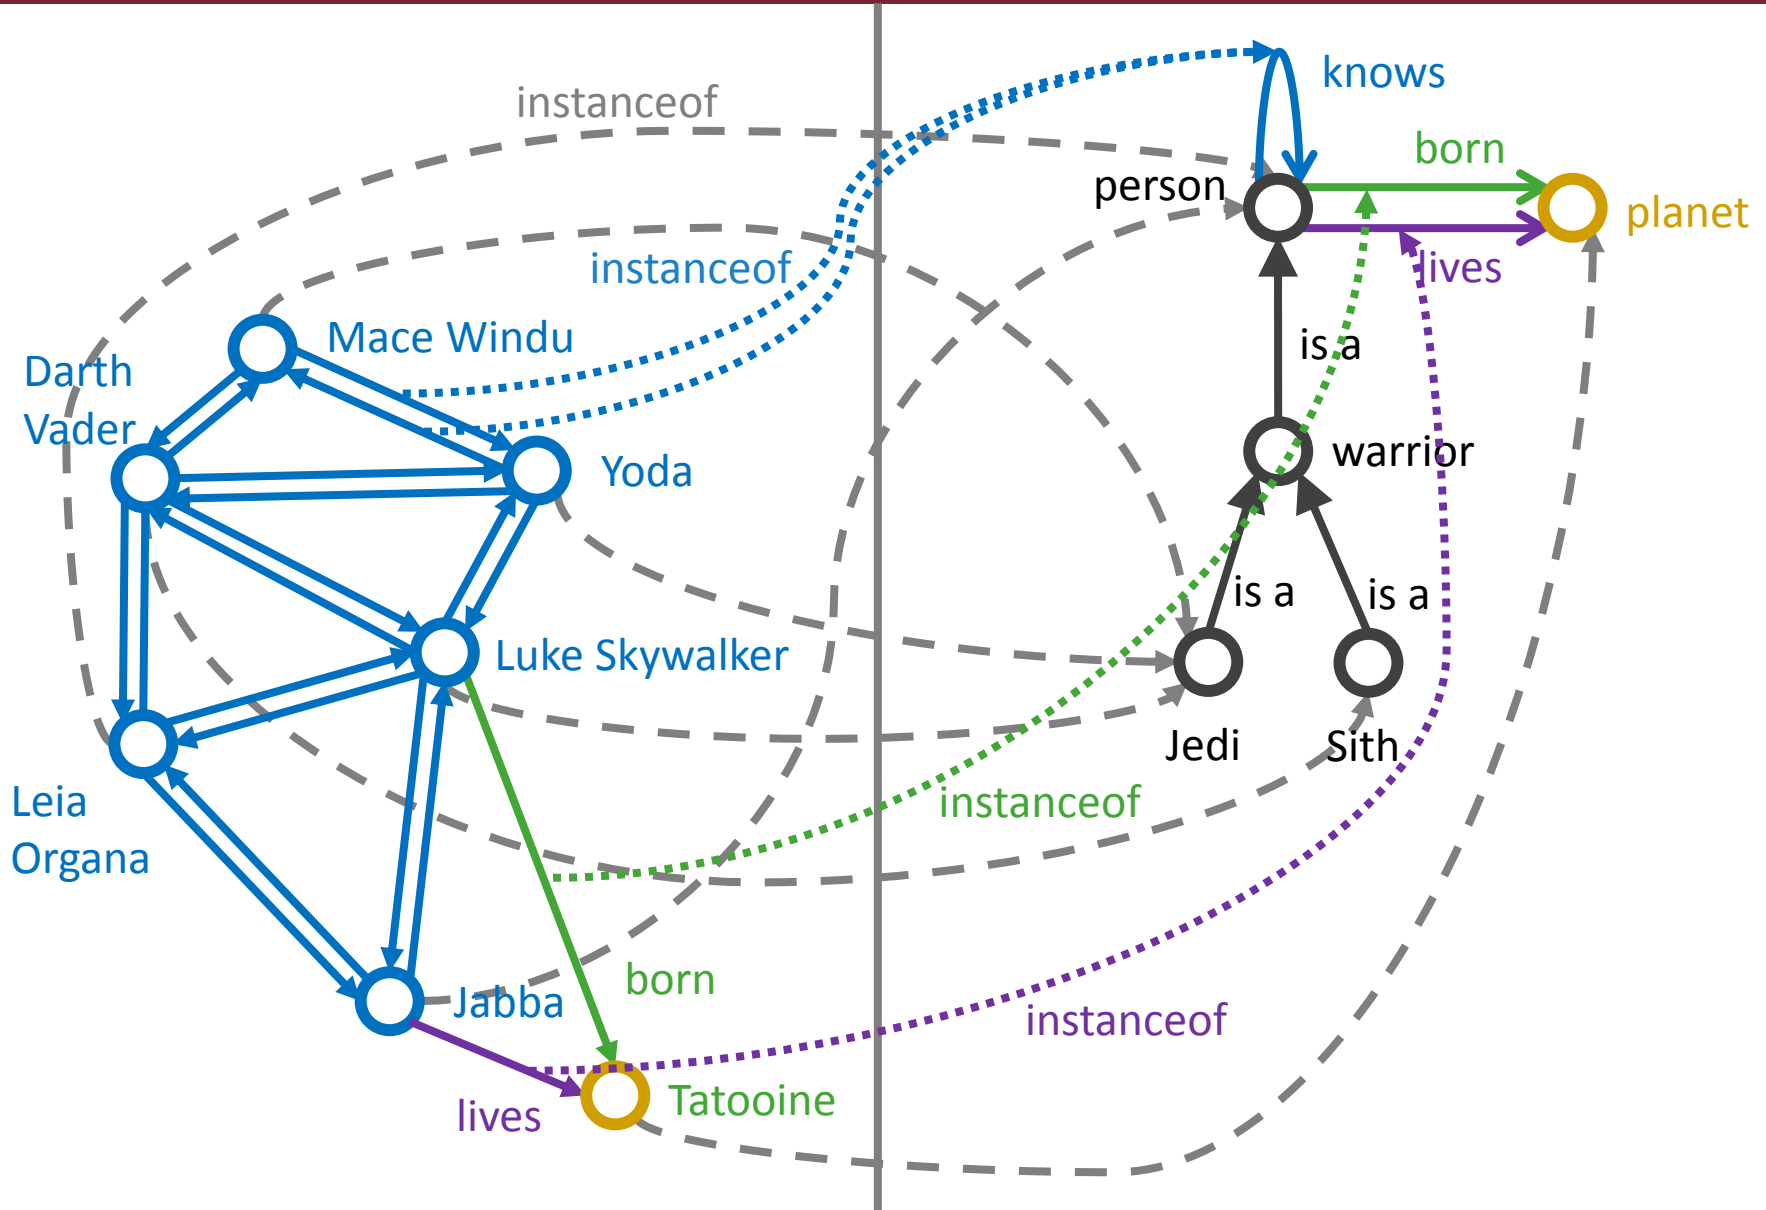 knows
instanceof
born
person
planet
instanceof
lives
Mace Windu
is a
Darth
Vader
warrior
Yoda
is a
is a
Luke Skywalker
Jedi
Sith
Leia
Organa
instanceof
born
Jabba
instanceof
Tatooine
lives